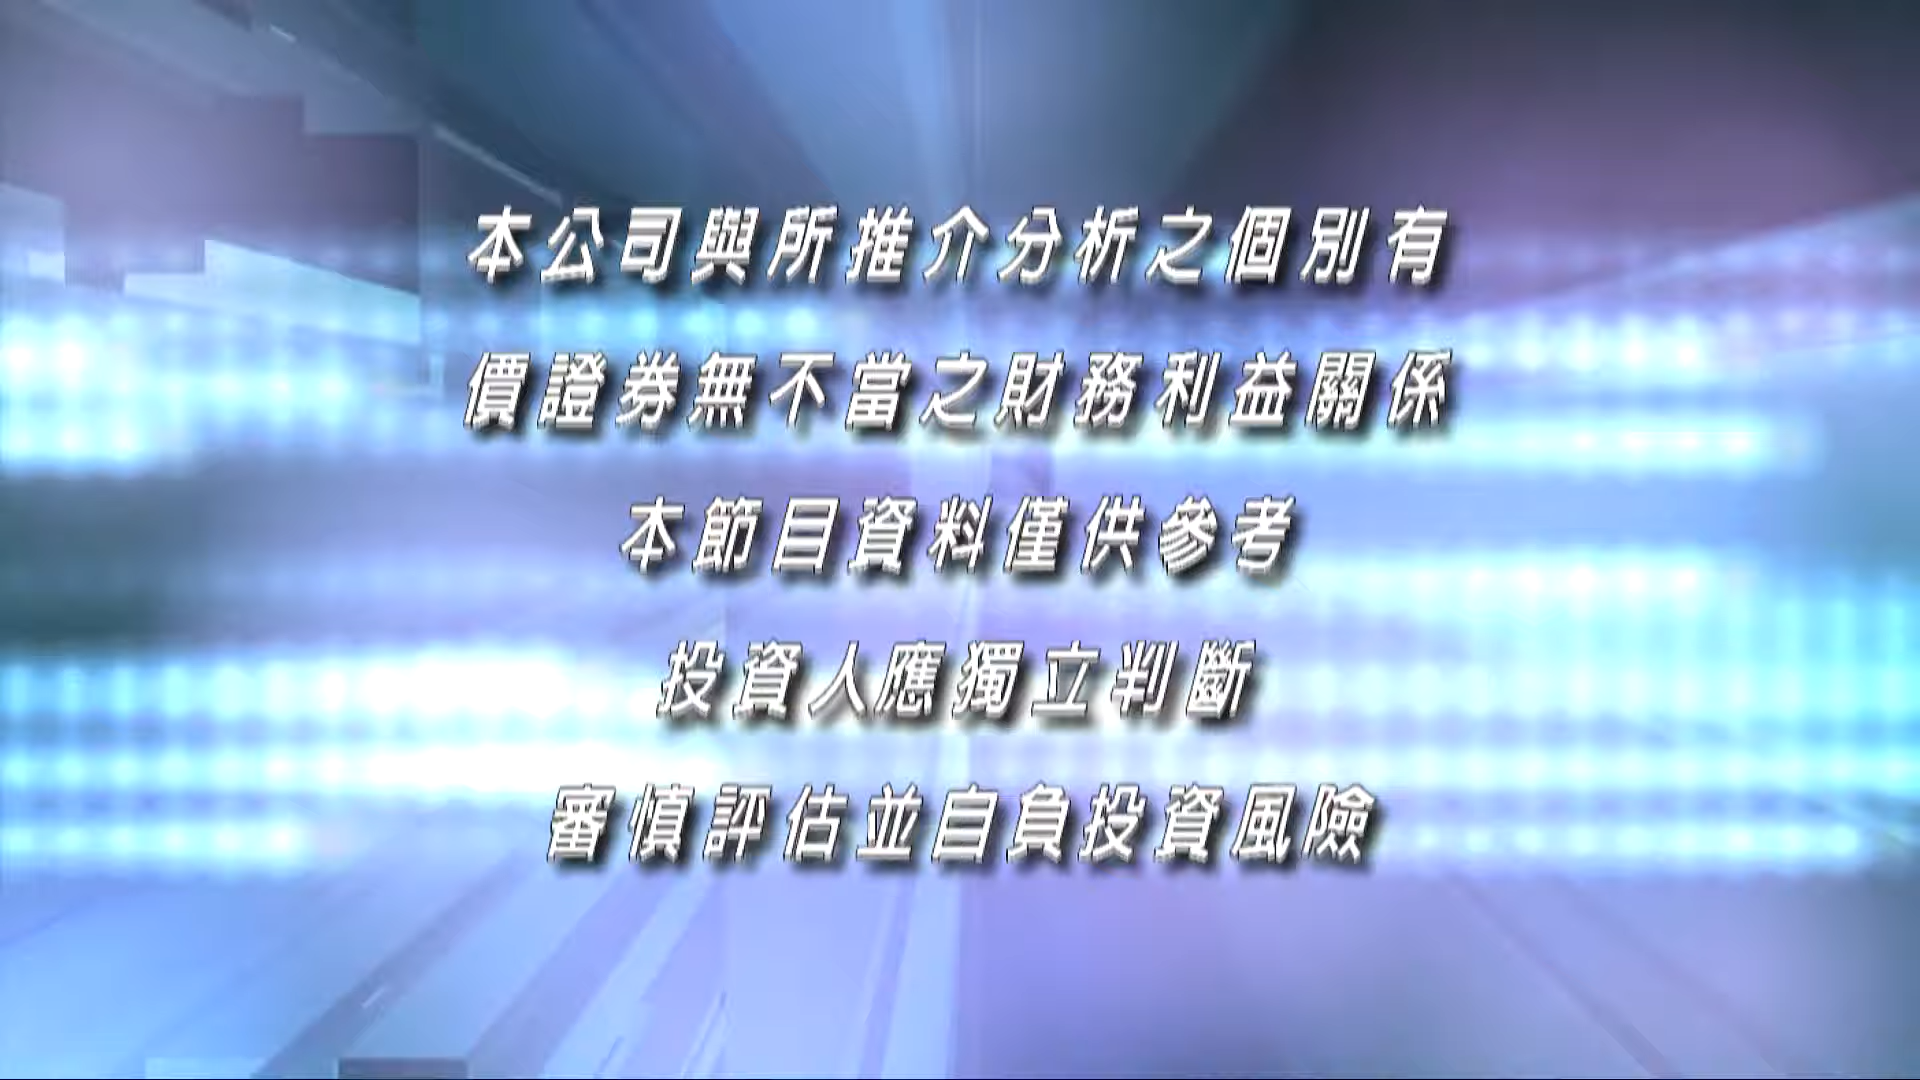 本公司與所推介分析之個別有
價證券無不當之財務利益關係
本節目資料僅供參考
投資人應獨立判斷
審慎評估並自負投資風險